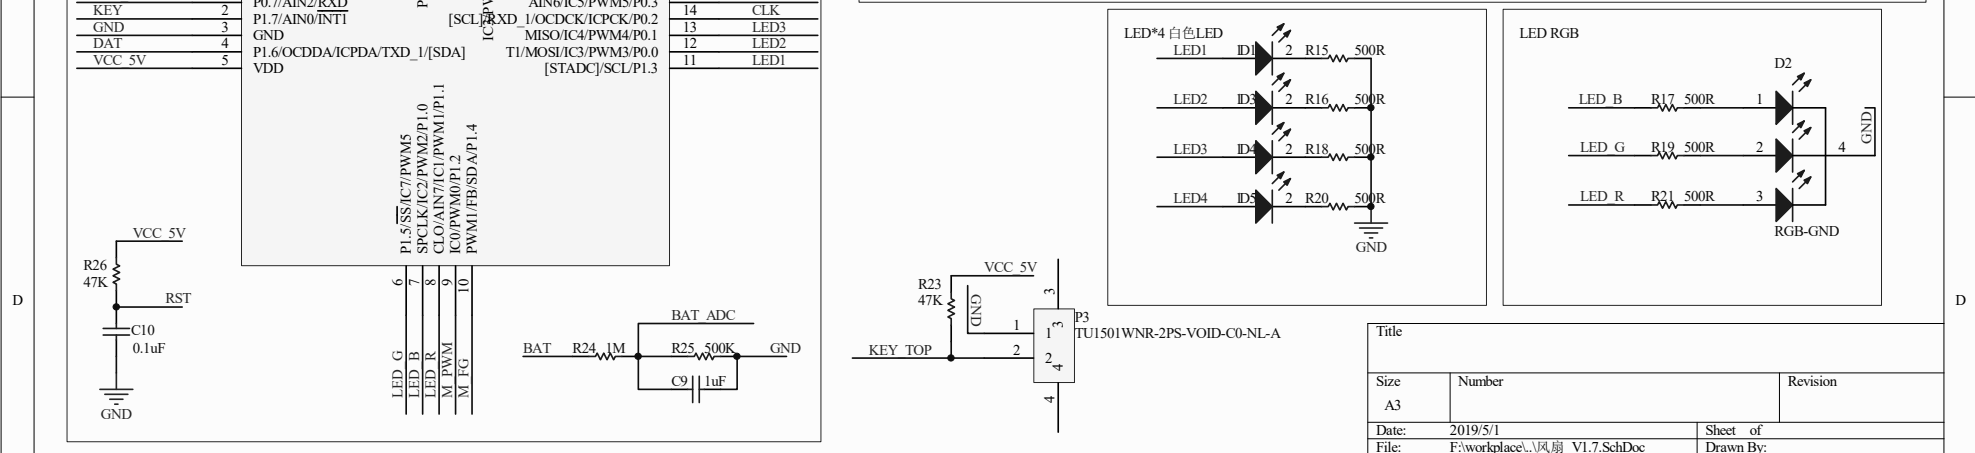 P0.7/AIN2/RXD
AIN6/IC5/PWM5/P0.3
KEY 2 P1.7/AIN0/INT1
[SCL]/RXD_1/OCDCK/ICPCK/P0.2 14 CLK
GND 3 GND
MISO/IC4/PWM4/P0.1 13 LED3
DAT 4 P1.6/OCDDA/ICPDA/TXD_1/[SDA]
T1/MOSI/IC3/PWM3/P0.0 12 LED2
VCC_5V 5 VDD
[STADC]/SCL/P1.3 11 LED1
P1.5/SS/IC7/PWM5
SPCLK/IC2/PWM2/P1.0
CLO/AIN7/IC1/PWM1/P1.1
IC0/PWM0/P1.2
PWM1/FB/SDA/P1.4
6 7 8 9 10
LED_G
LED_B
LED_R
M_PWM
M_FG
VCC_5V
R26
47K
RST
C10
0.1uF
GND
BAT_ADC
BAT R24 1M R25 500K GND
C9 1uF
VCC_5V
R23
47K
GND
KEY_TOP
1
2
3
4
1
2
3
4
P3
TU1501WNR-2PS-VOID-C0-NL-A
LED*4 白色LED
LED1 1D1 2 R15 500R
LED2 1D3 2 R16 500R
LED3 1D4 2 R18 500R
LED4 1D5 2 R20 500R
GND
LED RGB
D2
LED_B R17 500R 1
LED_G R19 500R 2 4
LED_R R21 500R 3
GND
RGB-GND
D
D
Title
Size Number Revision
A3
Date: 2019/5/1 Sheet of
File: F:\workplace\..\风扇_V1.7.SchDoc Drawn By: